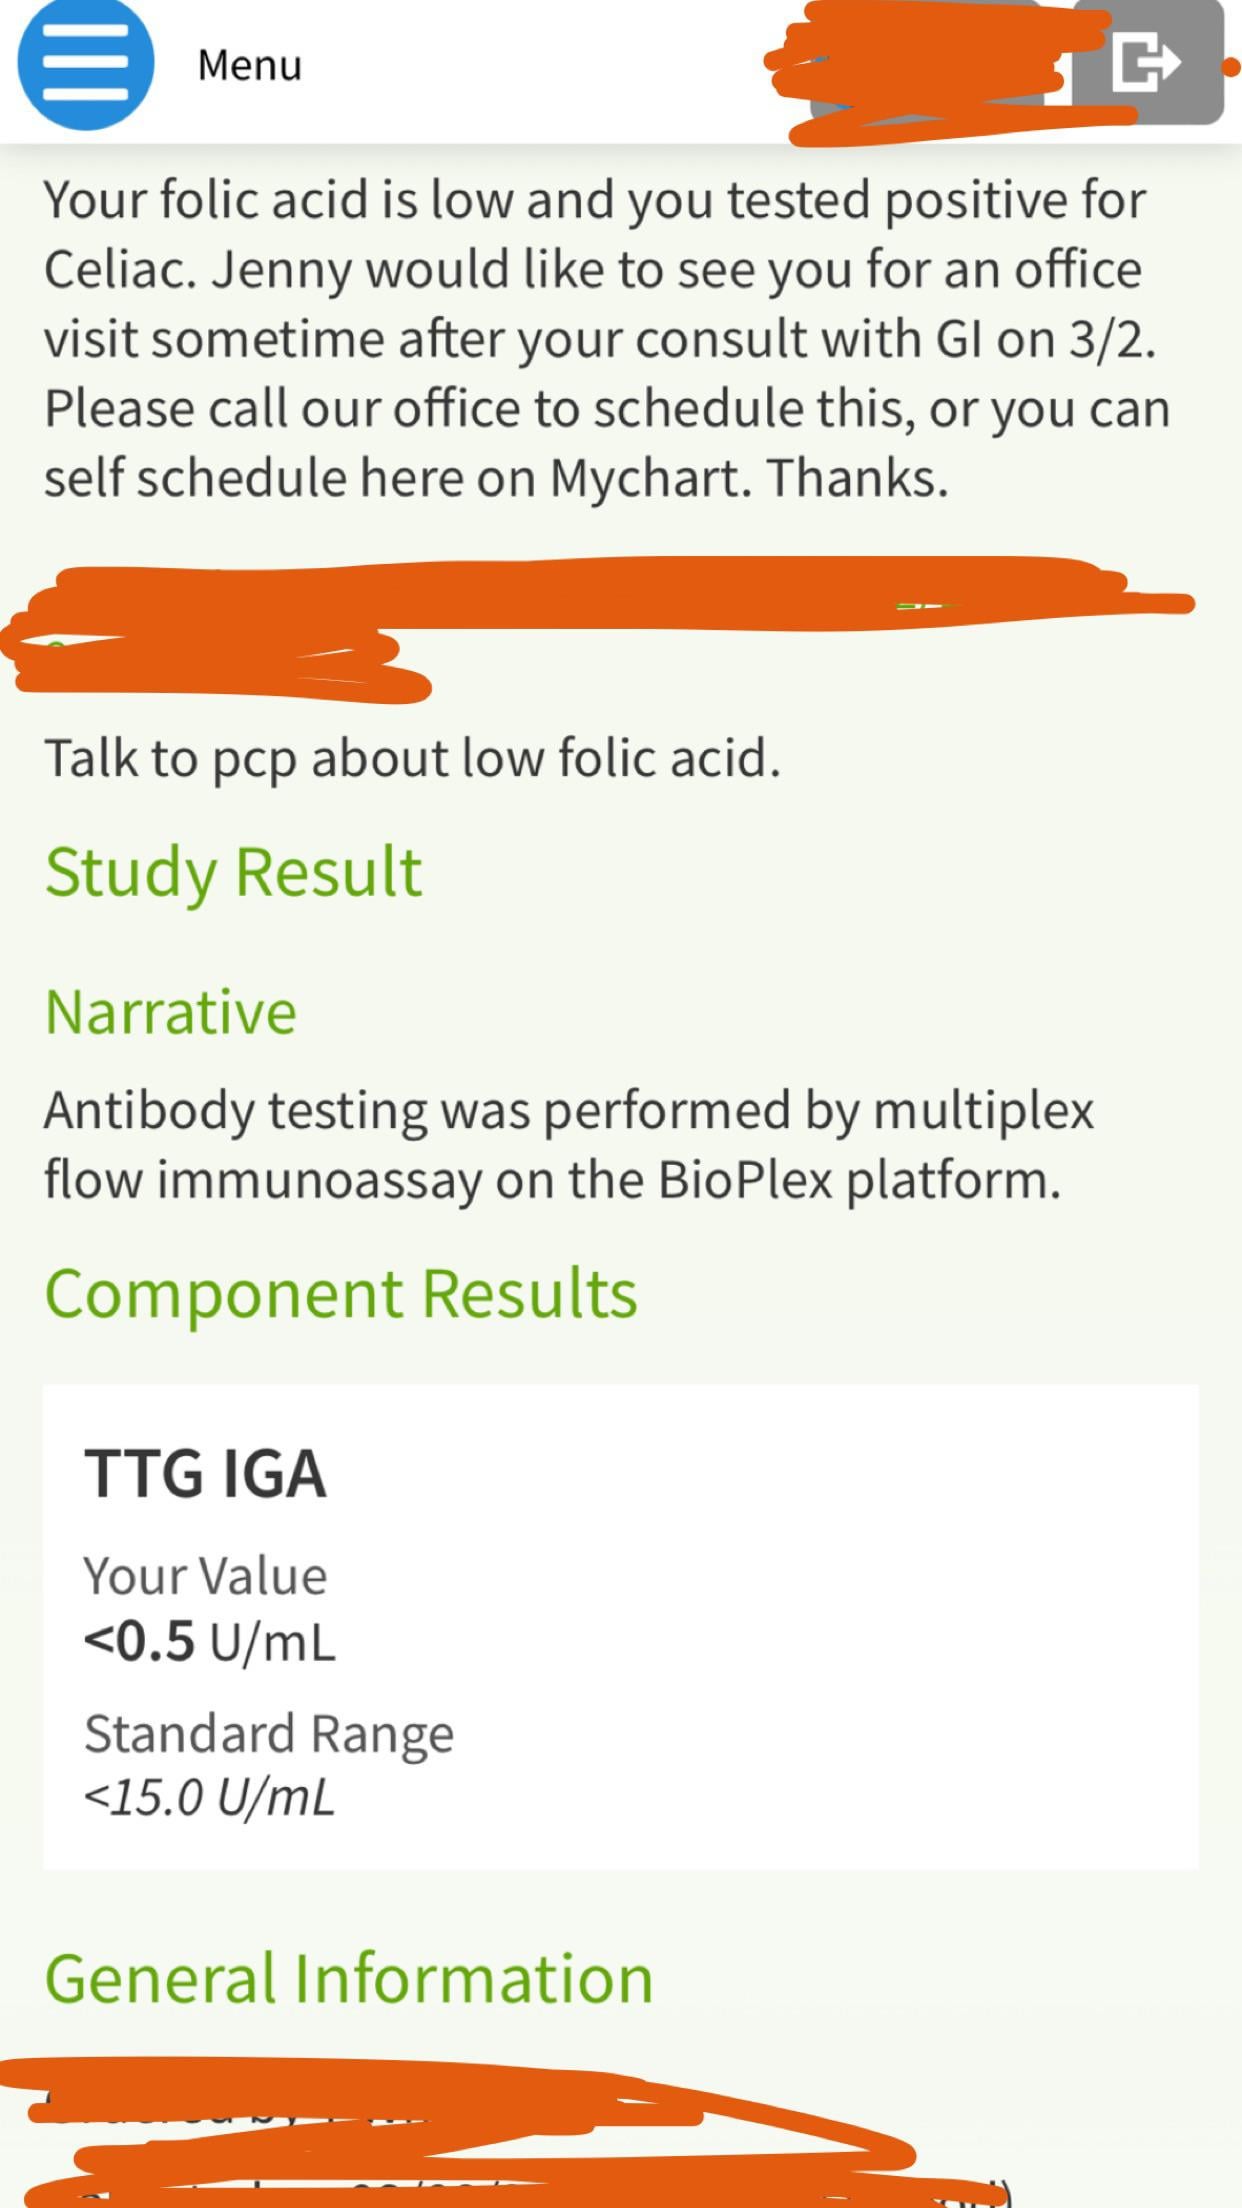 Menu
Your folic acid is low and you tested positive for
Celiac. Jenny would like to see you for an office
visit sometime after your consult with GI on 3/2.
Please call our office to schedule this, or you can
self schedule here on Mychart. Thanks.
Talk to pcp about low folic acid.
Study Result
Narrative
Antibody testing was performed by multiplex
flow immunoassay on the BioPlex platform.
Component Results
TTG IGA
Your Value
<0.5 U/mL
Standard Range
<15.0 U/mL
General Information